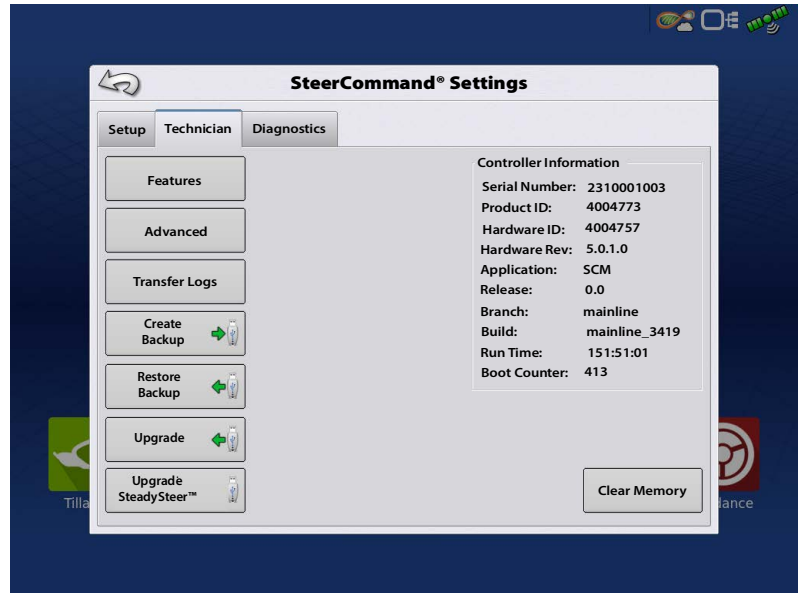 SteerCommand® Settings
Setup
Technician
Diagnostics
Features
Advanced
Transfer Logs
Create
Backup
Restore
Backup
Upgrade
Upgrade
SteadySteer™
Controller Information
Serial Number: 2310001003
Product ID: 4004773
Hardware ID: 4004757
Hardware Rev: 5.0.1.0
Application: SCM
Release: 0.0
Branch: mainline
Build: mainline_3419
Run Time: 151:51:01
Boot Counter: 413
Clear Memory
Tilla
dance